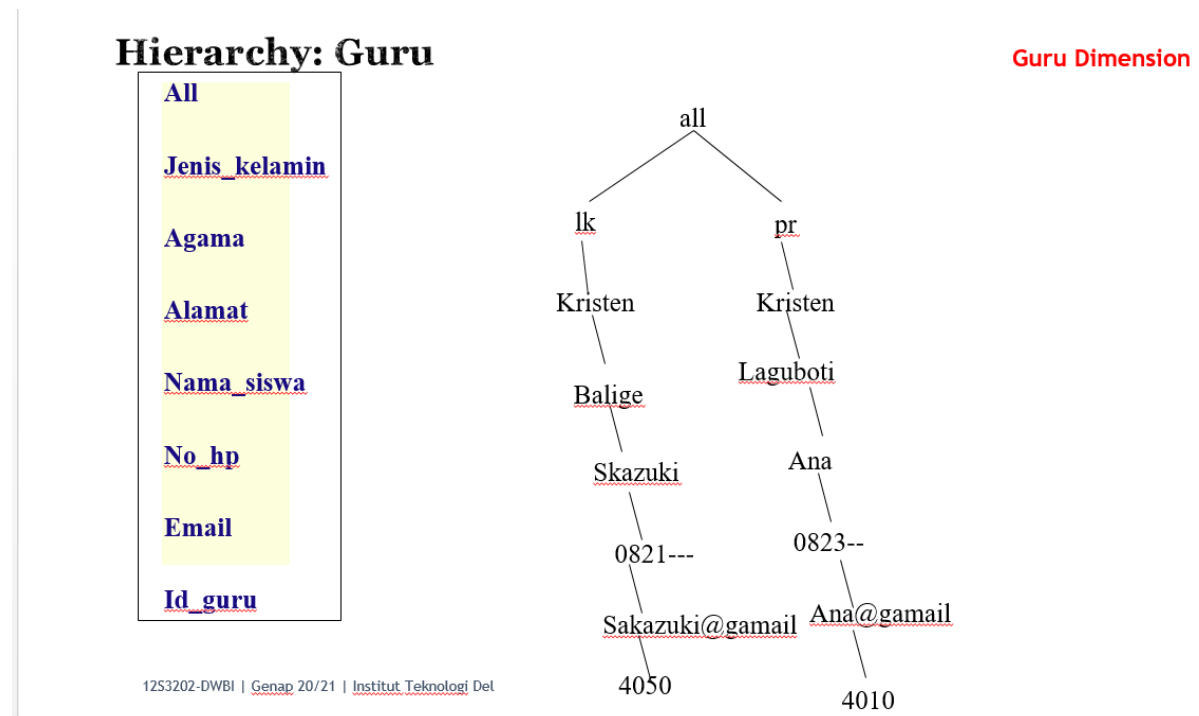 Hierarchy: Guru
Guru Dimension
All
Jenis_kelamin
Agama
Alamat
Nama_siswa
No_hp
Email
Id_guru
all
lk
pr
Kristen
Kristen
Balige
Laguboti
Skazuki
Ana
0821---
0823--
Sakazuki@gamail
Ana@gamail
4050
4010
12S3202-DWBI | Genap 20/21 | Institut Teknologi Del